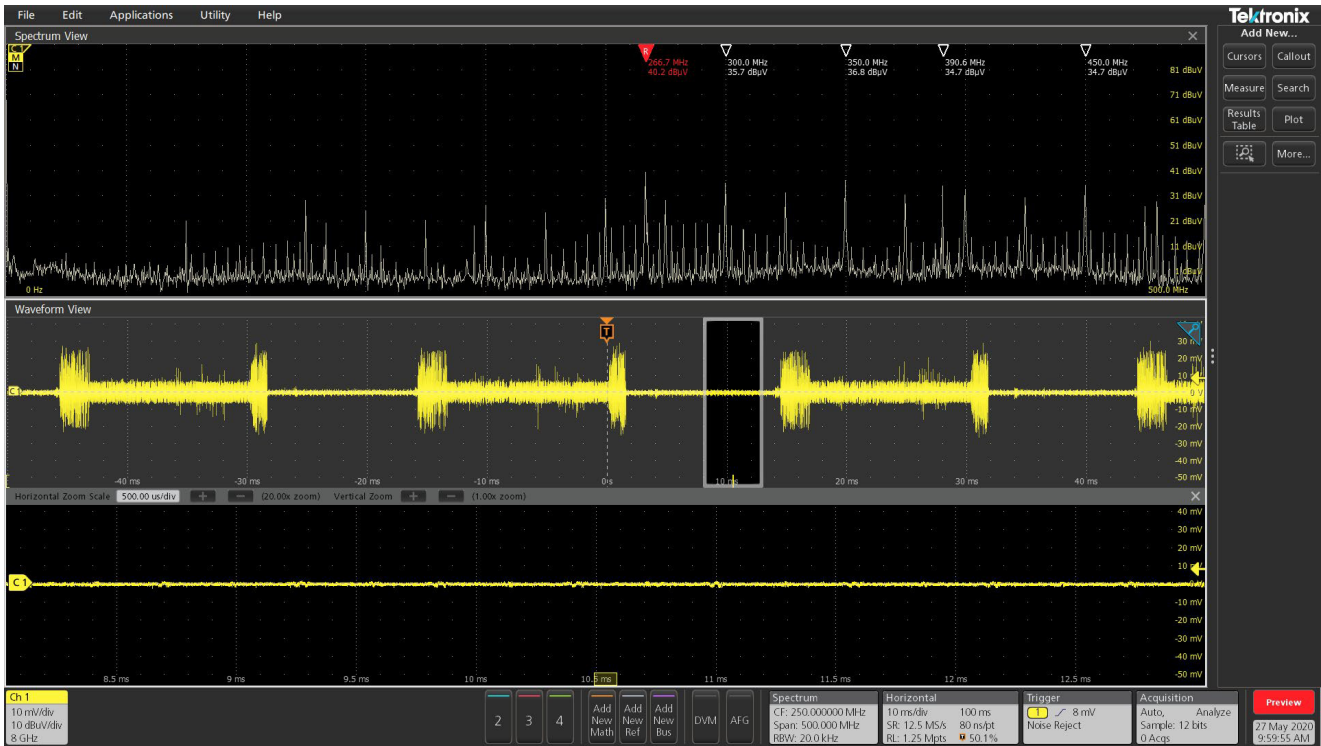 File Edit Applications Utility Help
Tektronix
Spectrum View
Add New...
C1
M
N
R
266.7 MHz 300.0 MHz 350.0 MHz 390.6 MHz 450.0 MHz
40.2 dBµV 35.7 dBµV 36.8 dBµV 34.7 dBµV 34.7 dBµV
Cursors Callout
Measure Search
Results Table Plot
More...
81 dBuV
71 dBuV
61 dBuV
51 dBuV
41 dBuV
31 dBuV
21 dBuV
11 dBuV
1 dBuV
0 Hz 500.0 MHz
Waveform View
T
20 mV
C1
-10 mV
-20 mV
-30 mV
-40 mV
-50 mV
-40 ms -30 ms -20 ms -10 ms 0 s 10 ms 20 ms 30 ms 40 ms
Horizontal Zoom Scale 500.00 us/div + - (20.00x zoom) Vertical Zoom + - (1.00x zoom)
40 mV
30 mV
20 mV
C 1
-10 mV
-20 mV
-30 mV
-40 mV
-50 mV
8.5 ms 9 ms 9.5 ms 10 ms 10.5 ms 11 ms 11.5 ms 12 ms 12.5 ms
Ch 1
10 mV/div
10 dBuV/div
8 GHz
2 3 4
Add New Math
Add New Ref
Add New Bus
DVM AFG
Spectrum
CF: 250.000000 MHz
Span: 500.000 MHz
RBW: 20.0 kHz
Horizontal
10 ms/div 100 ms
SR: 12.5 MS/s 80 ns/pt
RL: 1.25 Mpts 50.1%
Trigger
1 8 mV
Noise Reject
Acquisition
Auto, Analyze
Sample: 12 bits
0 Acqs
Preview
27 May 2020
9:59:55 AM